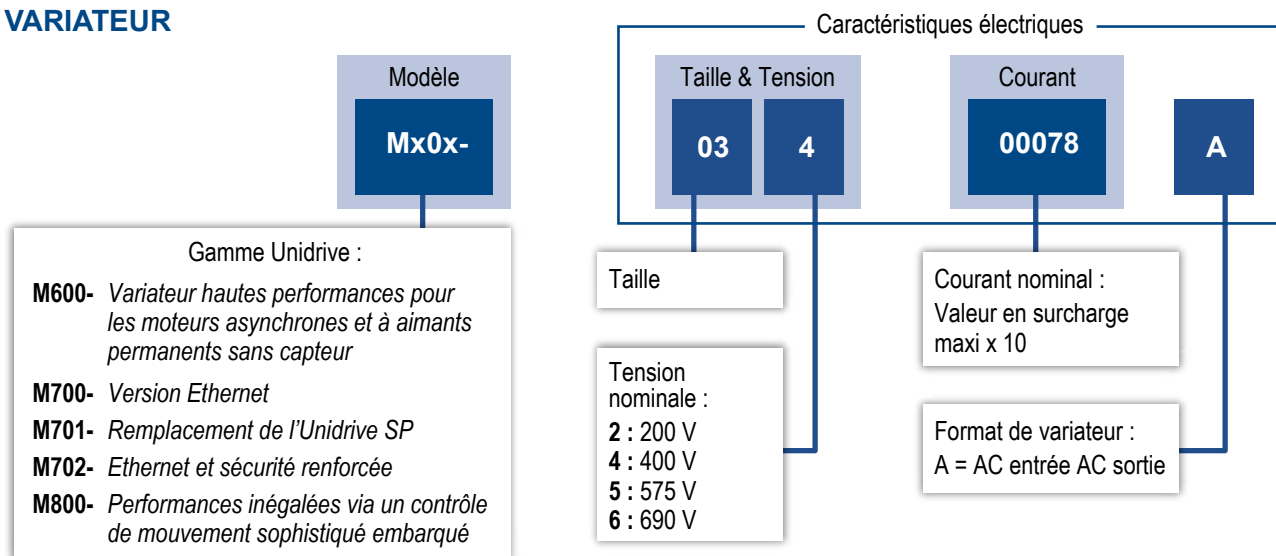 VARIATEUR
Caractéristiques électriques
Modèle
Taille & Tension
Courant
Mx0x-
03
4
00078
A
Gamme Unidrive :
M600- Variateur hautes performances pour
les moteurs asynchrones et à aimants
permanents sans capteur
M700- Version Ethernet
M701- Remplacement de l’Unidrive SP
M702- Ethernet et sécurité renforcée
M800- Performances inégalées via un contrôle
de mouvement sophistiqué embarqué
Taille
Tension
nominale :
2 : 200 V
4 : 400 V
5 : 575 V
6 : 690 V
Courant nominal :
Valeur en surcharge
maxi x 10
Format de variateur :
A = AC entrée AC sortie